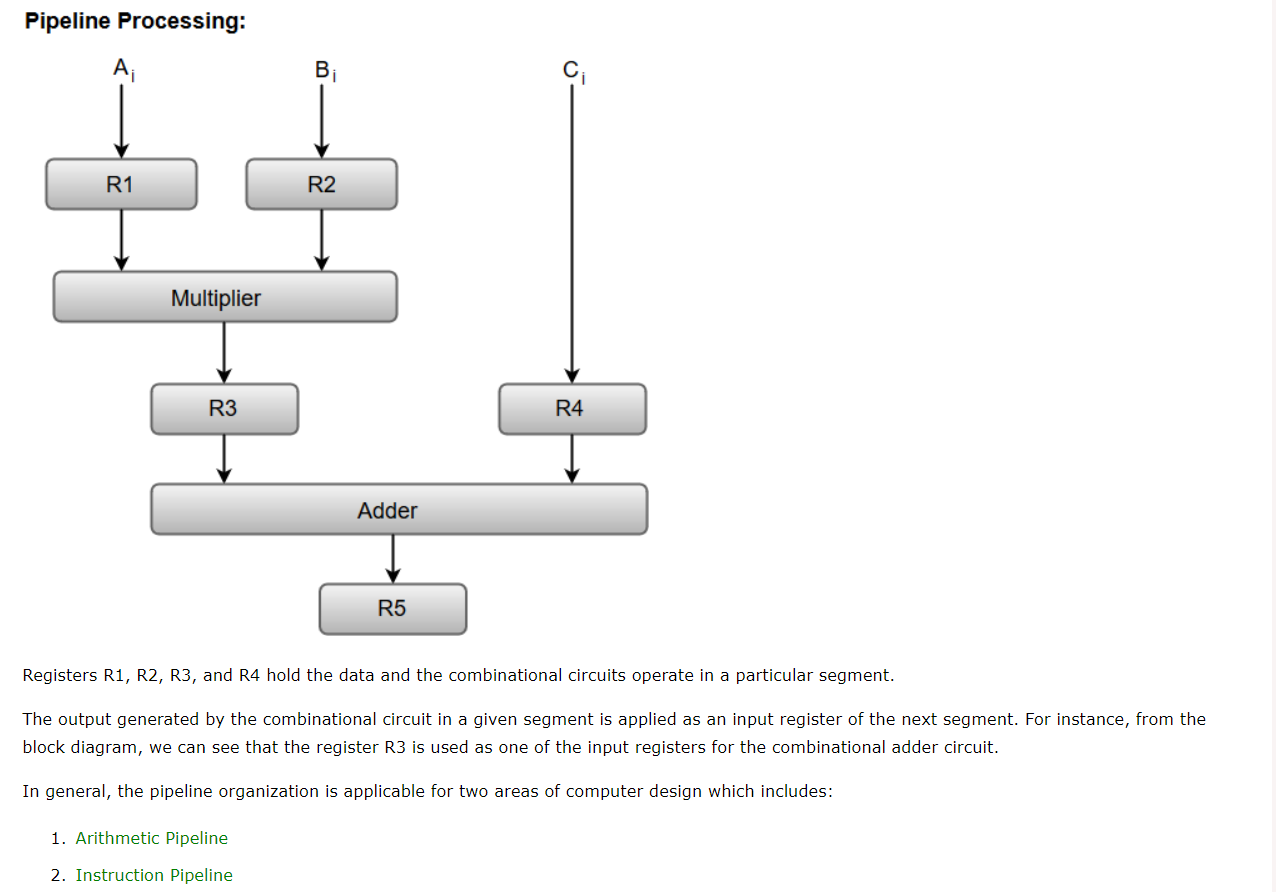 Pipeline Processing:
Ai Bi Ci
R1 R2
Multiplier
R3 R4
Adder
R5
Registers R1, R2, R3, and R4 hold the data and the combinational circuits operate in a particular segment.
The output generated by the combinational circuit in a given segment is applied as an input register of the next segment. For instance, from the
block diagram, we can see that the register R3 is used as one of the input registers for the combinational adder circuit.
In general, the pipeline organization is applicable for two areas of computer design which includes:
1. Arithmetic Pipeline
2. Instruction Pipeline